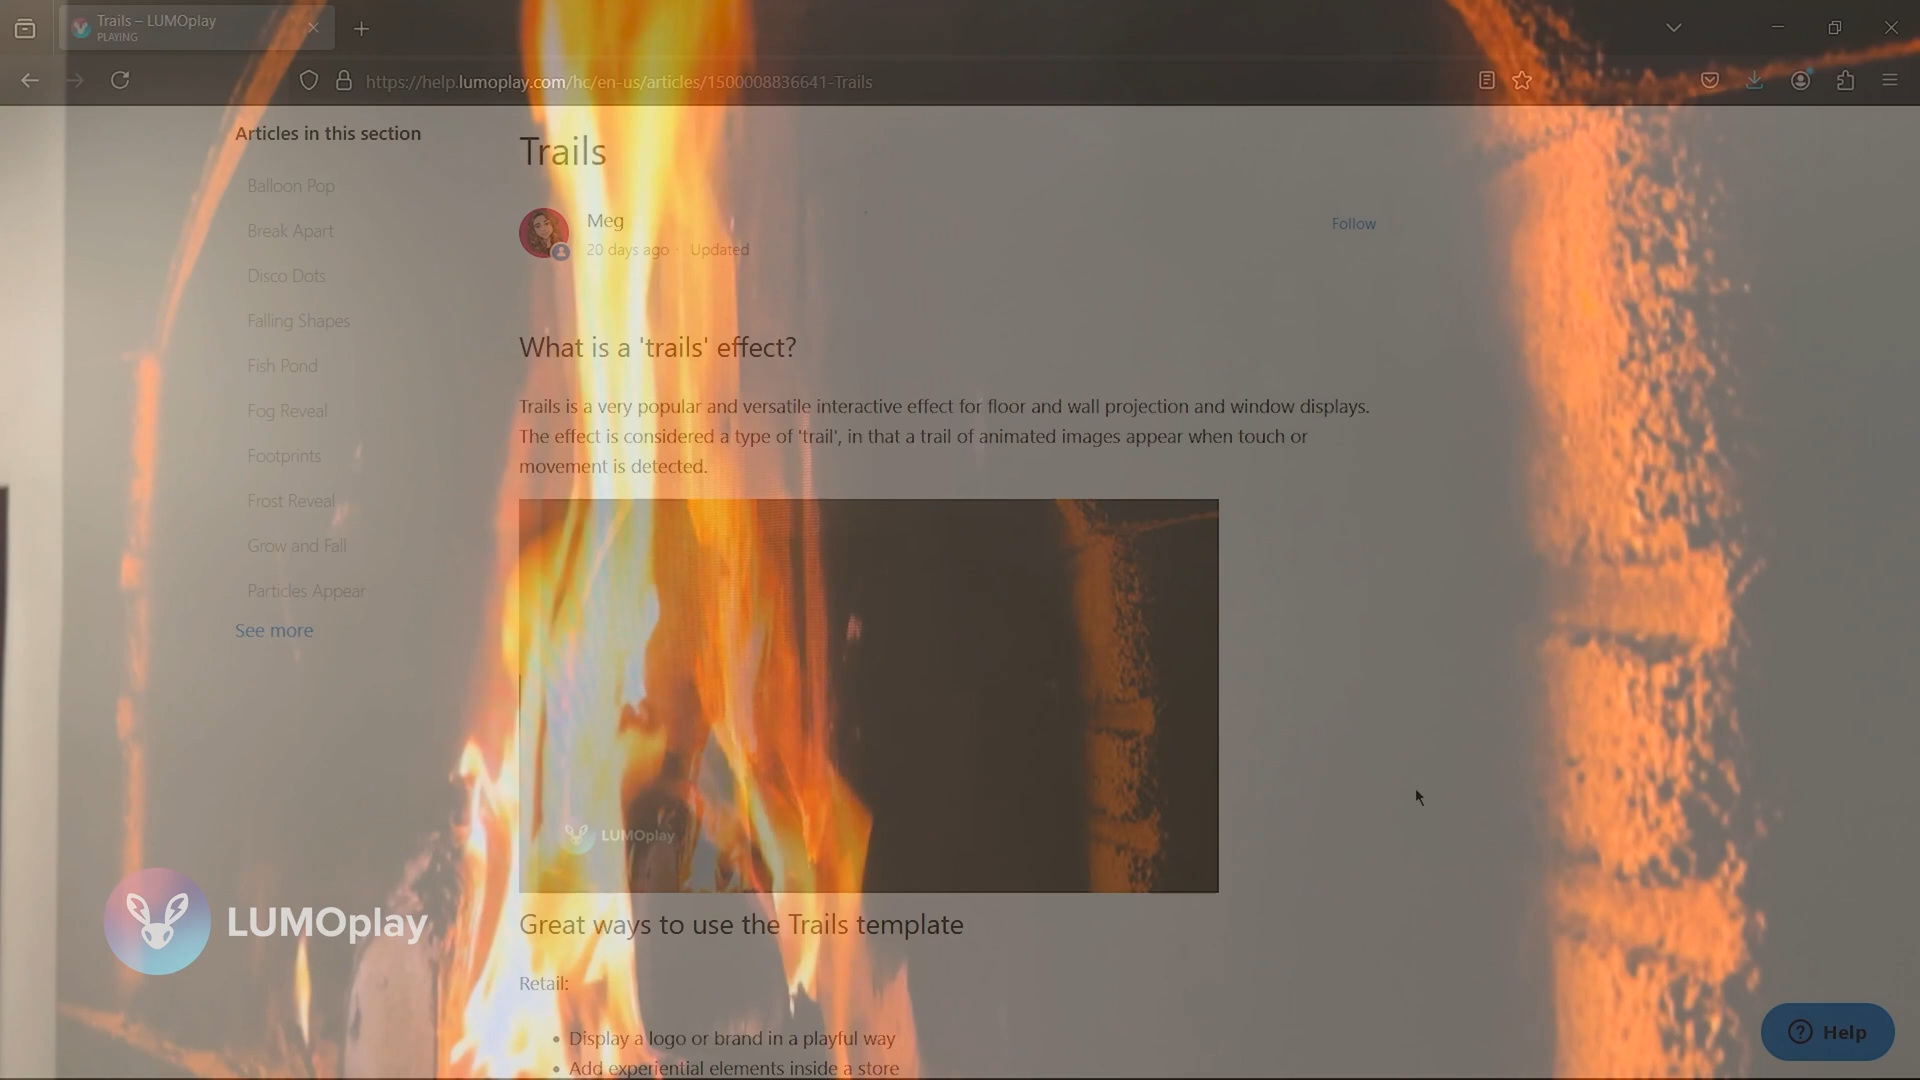 Trails – LUMOplay
PLAYING
https://help.lumoplay.com/hc/en-us/articles/1500008836641-Trails
Articles in this section
Balloon Pop
Break Apart
Disco Dots
Falling Shapes
Fish Pond
Fog Reveal
Footprints
Frost Reveal
Grow and Fall
Particles Appear
See more
Trails
Meg
20 days ago · Updated
Follow
What is a 'trails' effect?
Trails is a very popular and versatile interactive effect for floor and wall projection and window displays.
The effect is considered a type of 'trail', in that a trail of animated images appear when touch or
movement is detected.
LUMOplay
Great ways to use the Trails template
Retail:
• Display a logo or brand in a playful way
• Add experiential elements inside a store
LUMOplay
Help